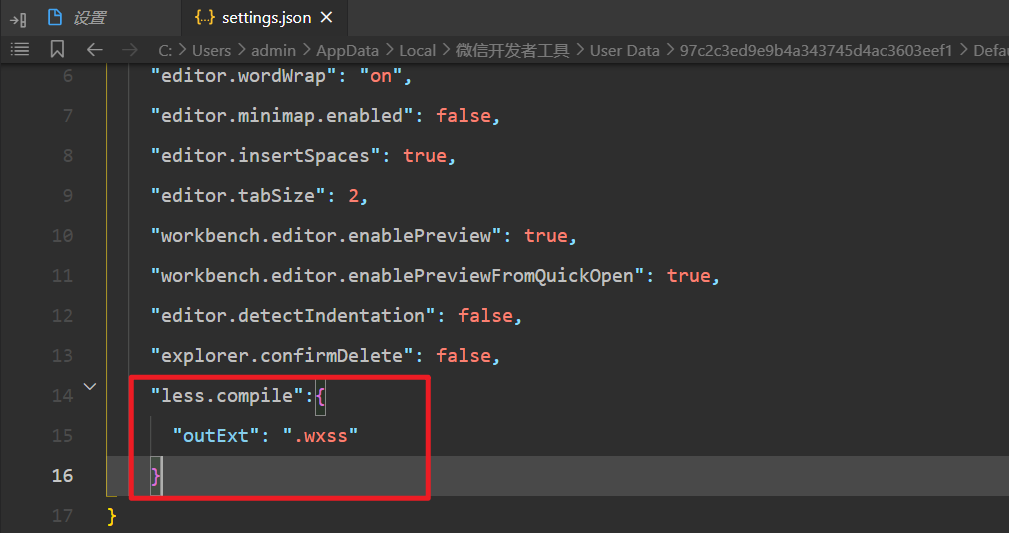 设置
settings.json
C: > Users > admin > AppData > Local > 微信开发者工具 > User Data > 97c2c3ed9e9b4a343745d4ac3603eef1 > Defau
6 "editor.wordWrap": "on",
7 "editor.minimap.enabled": false,
8 "editor.insertSpaces": true,
9 "editor.tabSize": 2,
10 "workbench.editor.enablePreview": true,
11 "workbench.editor.enablePreviewFromQuickOpen": true,
12 "editor.detectIndentation": false,
13 "explorer.confirmDelete": false,
14 "less.compile":{
15 "outExt": ".wxss"
16 }
17 }